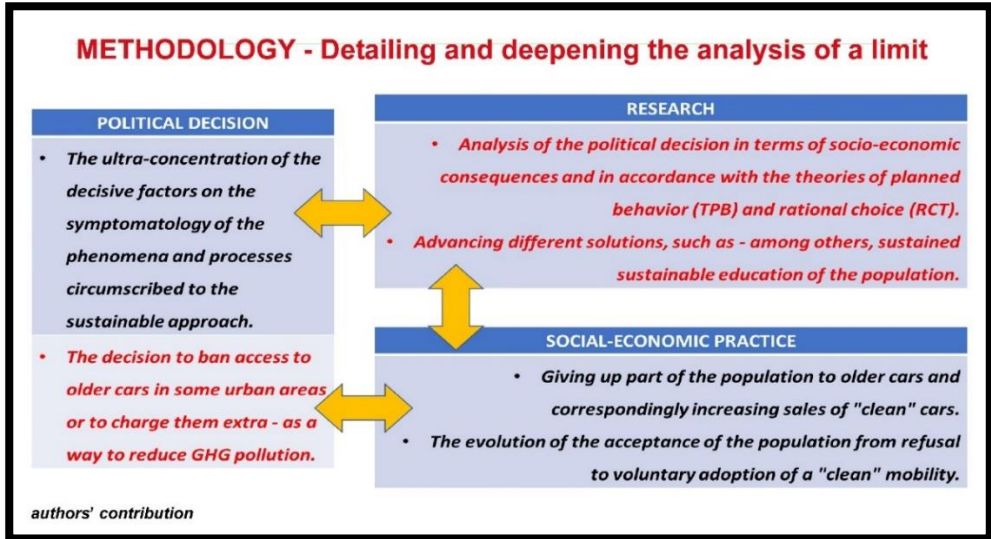 METHODOLOGY - Detailing and deepening the analysis of a limit
POLITICAL DECISION
• The ultra-concentration of the
decisive factors on the
symptomatology of the
phenomena and processes
circumscribed to the
sustainable approach.
• The decision to ban access to
older cars in some urban areas
or to charge them extra - as a
way to reduce GHG pollution.
RESEARCH
• Analysis of the political decision in terms of socio-economic
consequences and in accordance with the theories of planned
behavior (TPB) and rational choice (RCT).
• Advancing different solutions, such as - among others, sustained
sustainable education of the population.
SOCIAL-ECONOMIC PRACTICE
• Giving up part of the population to older cars and
correspondingly increasing sales of "clean" cars.
• The evolution of the acceptance of the population from refusal
to voluntary adoption of a "clean" mobility.
authors' contribution